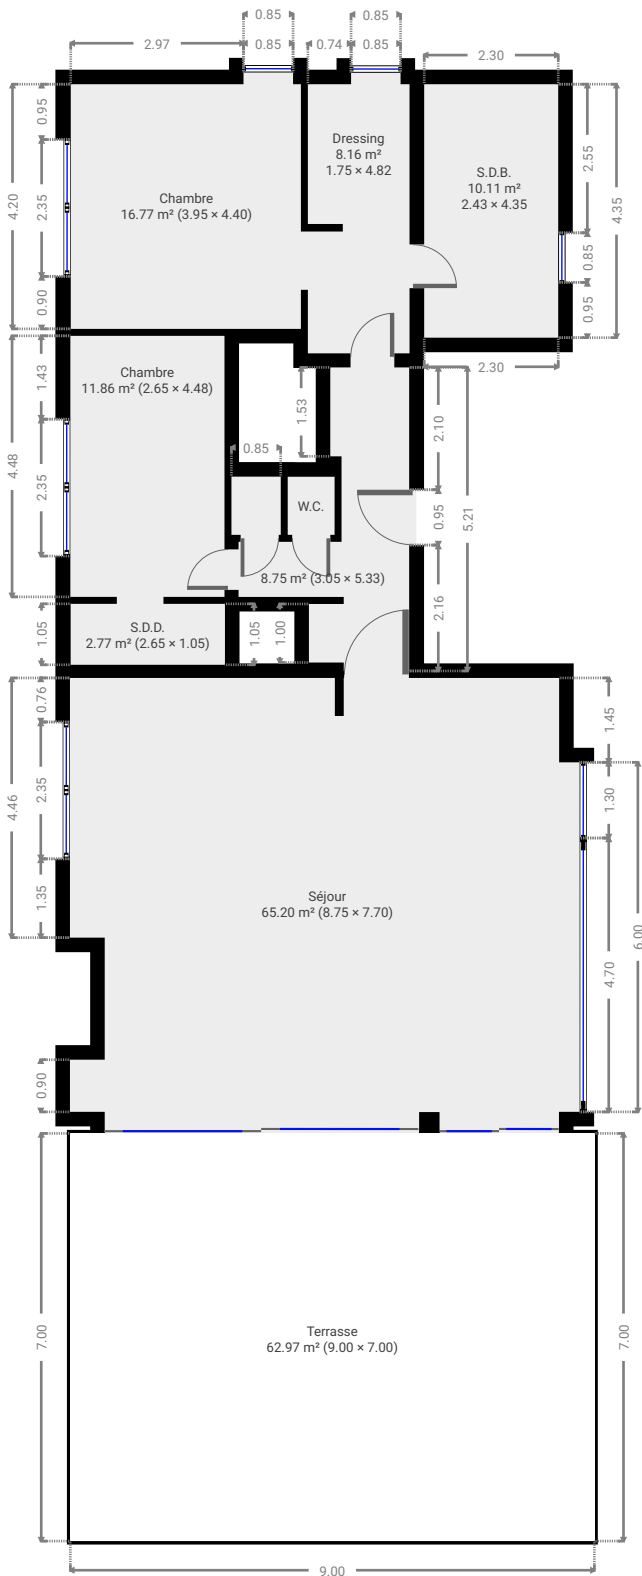 0.85
0.85
2.97
0.85
0.74
0.85
2.30
0.95
Dressing
8.16 m²
1.75 × 4.82
2.55
4.20
2.35
Chambre
16.77 m² (3.95 × 4.40)
S.D.B.
10.11 m²
2.43 × 4.35
4.35
0.85
0.90
0.95
1.43
Chambre
11.86 m² (2.65 × 4.48)
2.30
1.53
2.10
4.48
2.35
0.85
W.C.
0.95
5.21
8.75 m² (3.05 × 5.33)
1.05
S.D.D.
2.77 m² (2.65 × 1.05)
1.05
1.00
2.16
0.76
1.45
4.46
2.35
1.30
1.35
Séjour
65.20 m² (8.75 × 7.70)
6.00
4.70
0.90
7.00
Terrasse
62.97 m² (9.00 × 7.00)
7.00
9.00